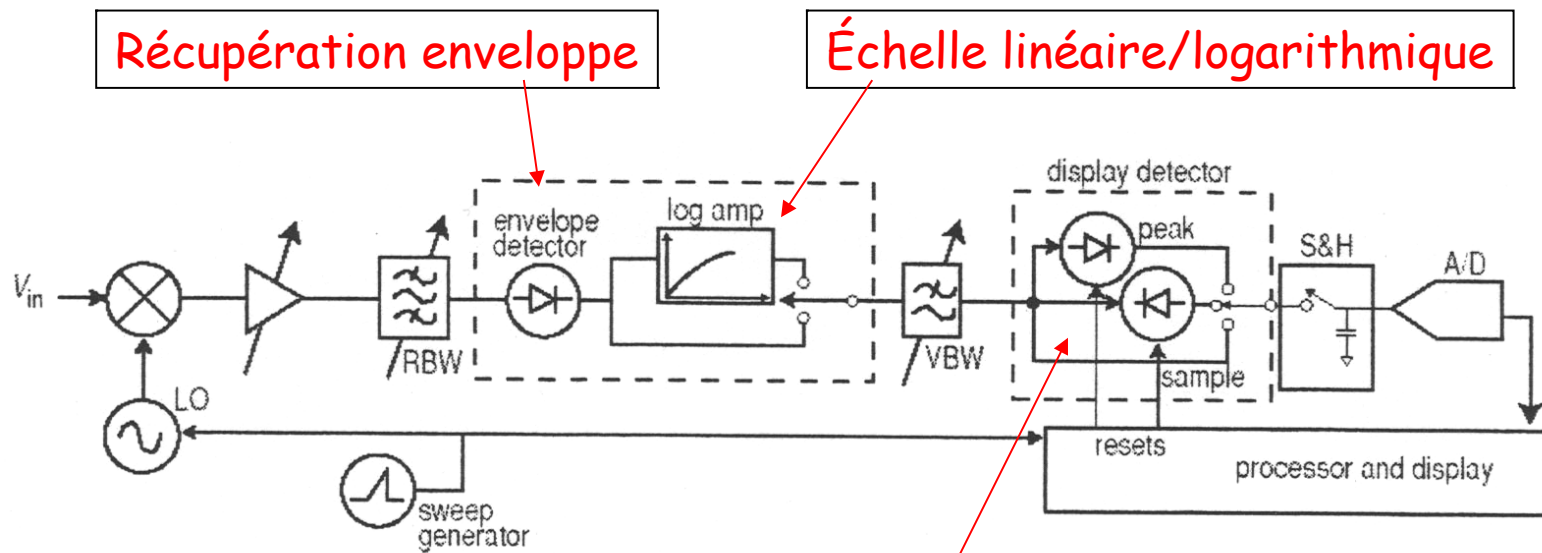 Récupération enveloppe
Échelle linéaire/logarithmique
display detector
envelope
detector
log amp
peak
S&H
A/D
V_in
RBW
VBW
sample
LO
resets
processor and display
sweep
generator